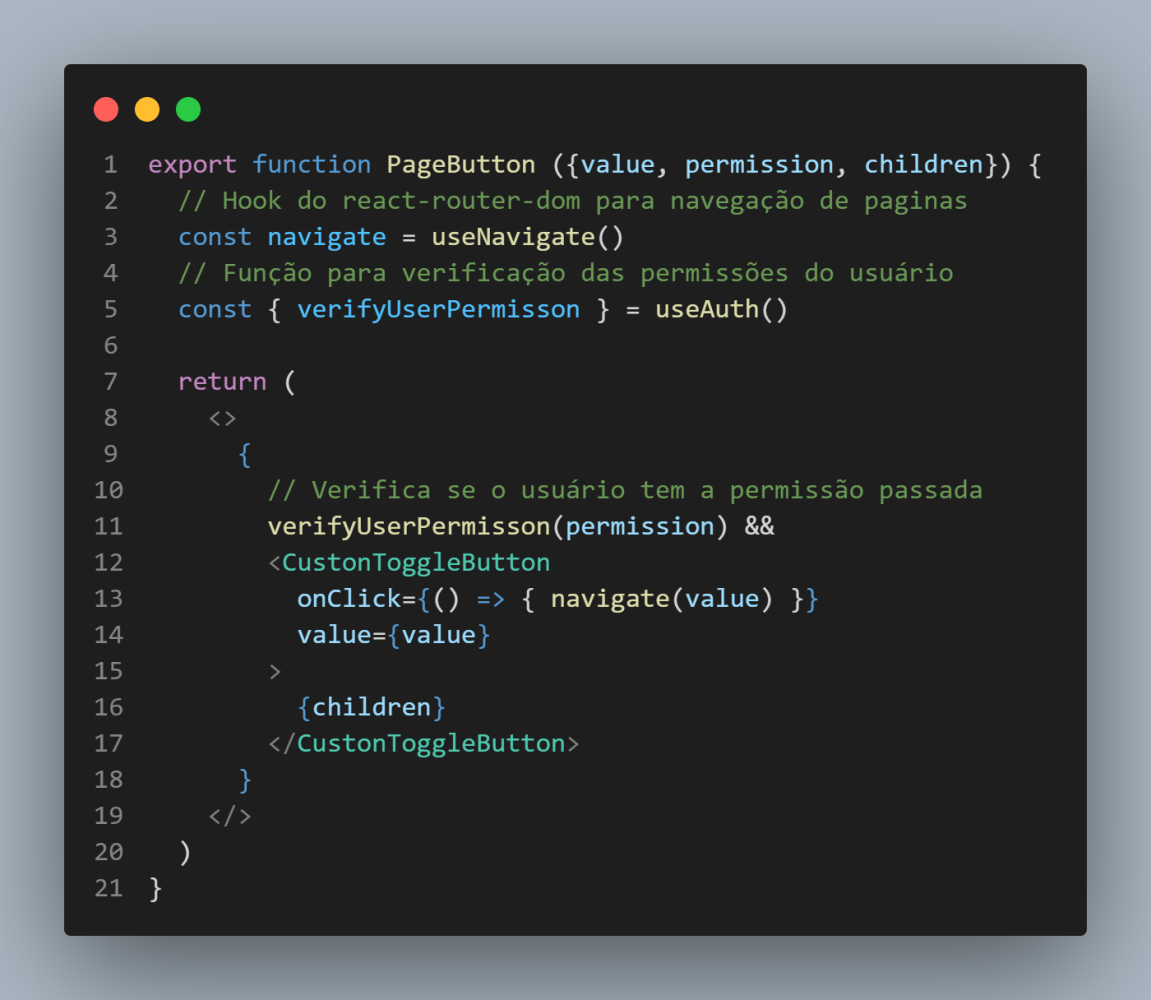 1 export function PageButton ({value, permission, children}) {
2 // Hook do react-router-dom para navegação de paginas
3 const navigate = useNavigate()
4 // Função para verificação das permissões do usuário
5 const { verifyUserPermisson } = useAuth()
6
7 return (
8 <>
9 {
10 // Verifica se o usuário tem a permissão passada
11 verifyUserPermisson(permission) &&
12 <CustonToggleButton
13 onClick={() => { navigate(value) }}
14 value={value}
15 >
16 {children}
17 </CustonToggleButton>
18 }
19 </>
20 )
21 }